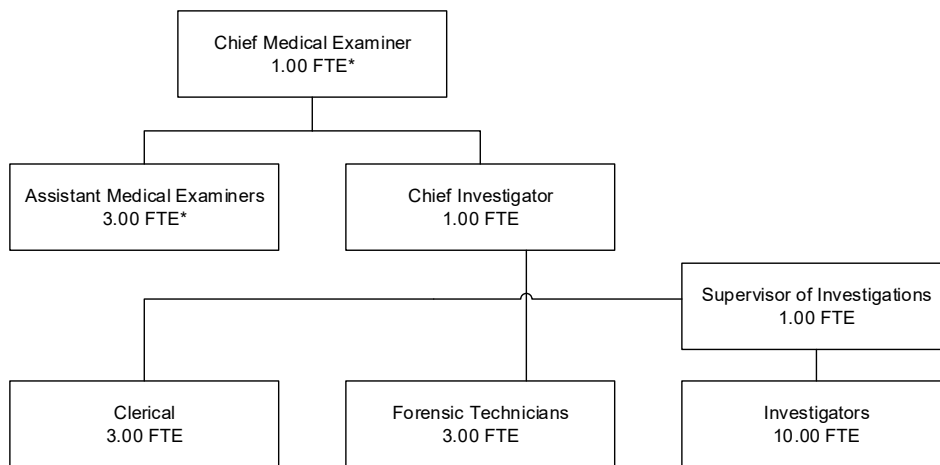 Chief Medical Examiner
1.00 FTE*
Assistant Medical Examiners
3.00 FTE*
Chief Investigator
1.00 FTE
Supervisor of Investigations
1.00 FTE
Clerical
3.00 FTE
Forensic Technicians
3.00 FTE
Investigators
10.00 FTE